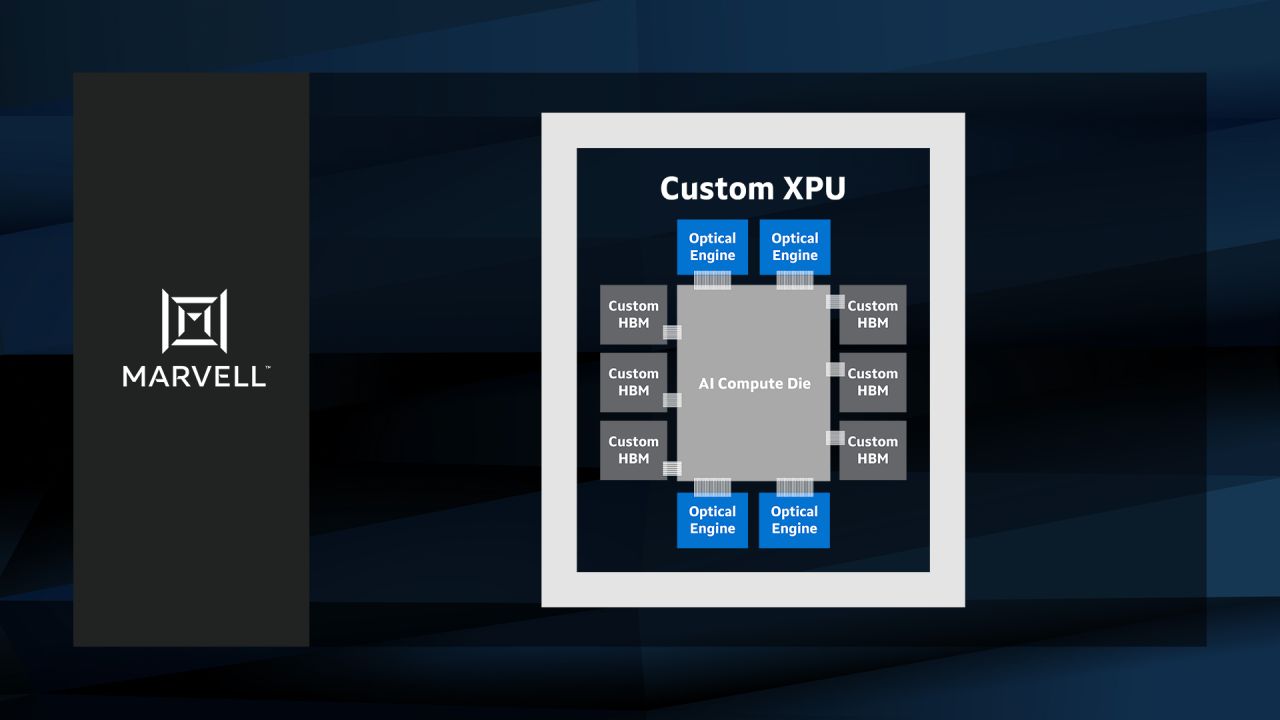 MARVELL™
Custom XPU
Optical
Engine
Optical
Engine
Custom
HBM
Custom
HBM
Custom
HBM
AI Compute Die
Custom
HBM
Custom
HBM
Custom
HBM
Optical
Engine
Optical
Engine